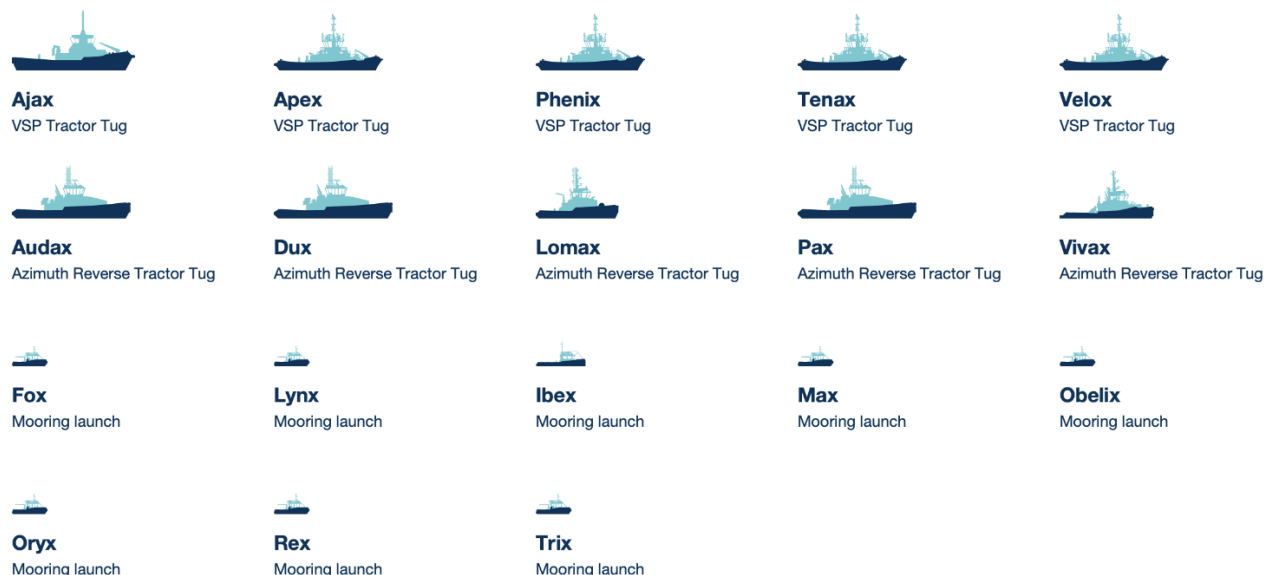 Ajax
VSP Tractor Tug
Apex
VSP Tractor Tug
Phenix
VSP Tractor Tug
Tenax
VSP Tractor Tug
Velox
VSP Tractor Tug
Audax
Azimuth Reverse Tractor Tug
Dux
Azimuth Reverse Tractor Tug
Lomax
Azimuth Reverse Tractor Tug
Pax
Azimuth Reverse Tractor Tug
Vivax
Azimuth Reverse Tractor Tug
Fox
Mooring launch
Lynx
Mooring launch
Ibex
Mooring launch
Max
Mooring launch
Obelix
Mooring launch
Oryx
Mooring launch
Rex
Mooring launch
Trix
Mooring launch